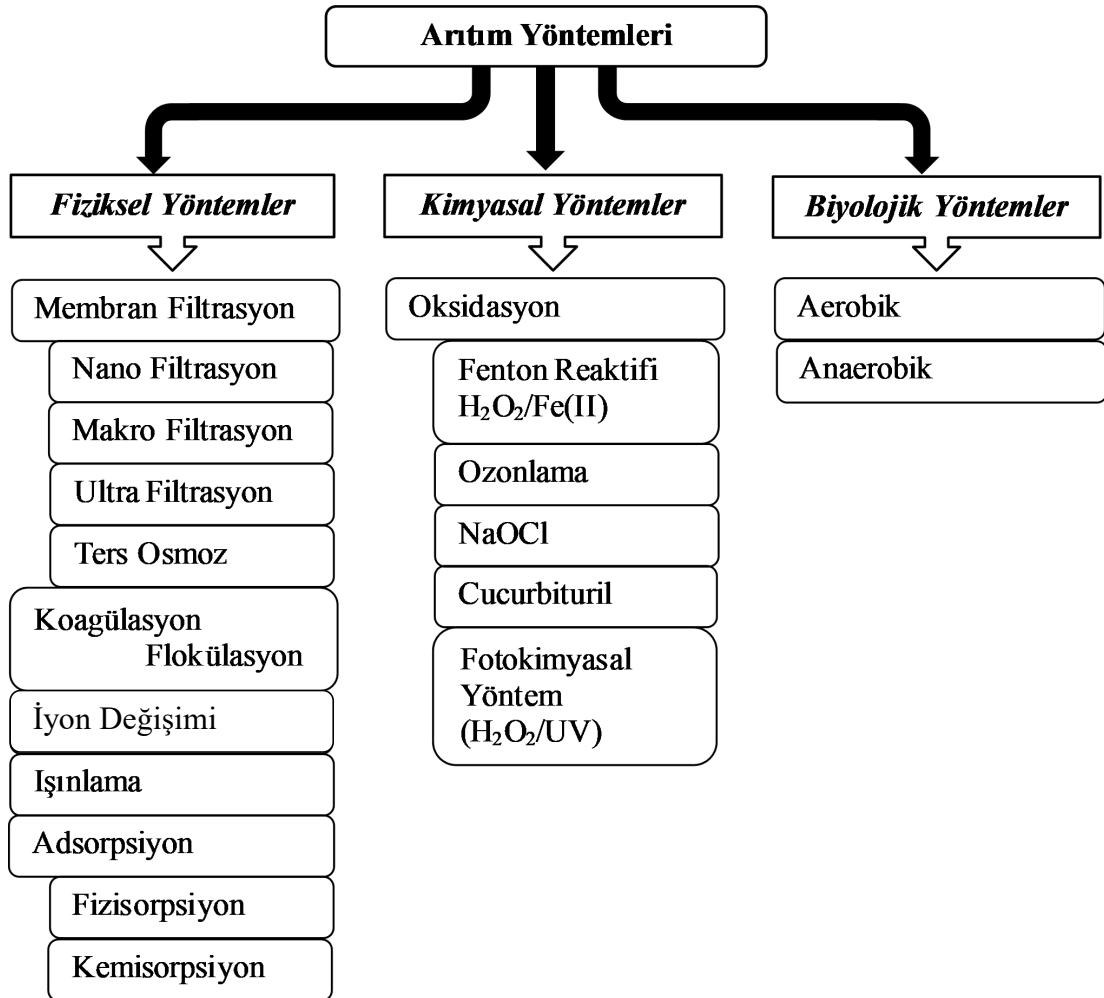 Arıtım Yöntemleri
Fiziksel Yöntemler
Membran Filtrasyon
Nano Filtrasyon
Makro Filtrasyon
Ultra Filtrasyon
Ters Osmoz
Koagülasyon
Flokülasyon
İyon Değişimi
Işınlama
Adsorpsiyon
Fizisorpsiyon
Kemisorpsiyon
Kimyasal Yöntemler
Oksidasyon
Fenton Reaktifi
H₂O₂/Fe(II)
Ozonlama
NaOCl
Cucurbituril
Fotokimyasal
Yöntem
(H₂O₂/UV)
Biyolojik Yöntemler
Aerobik
Anaerobik